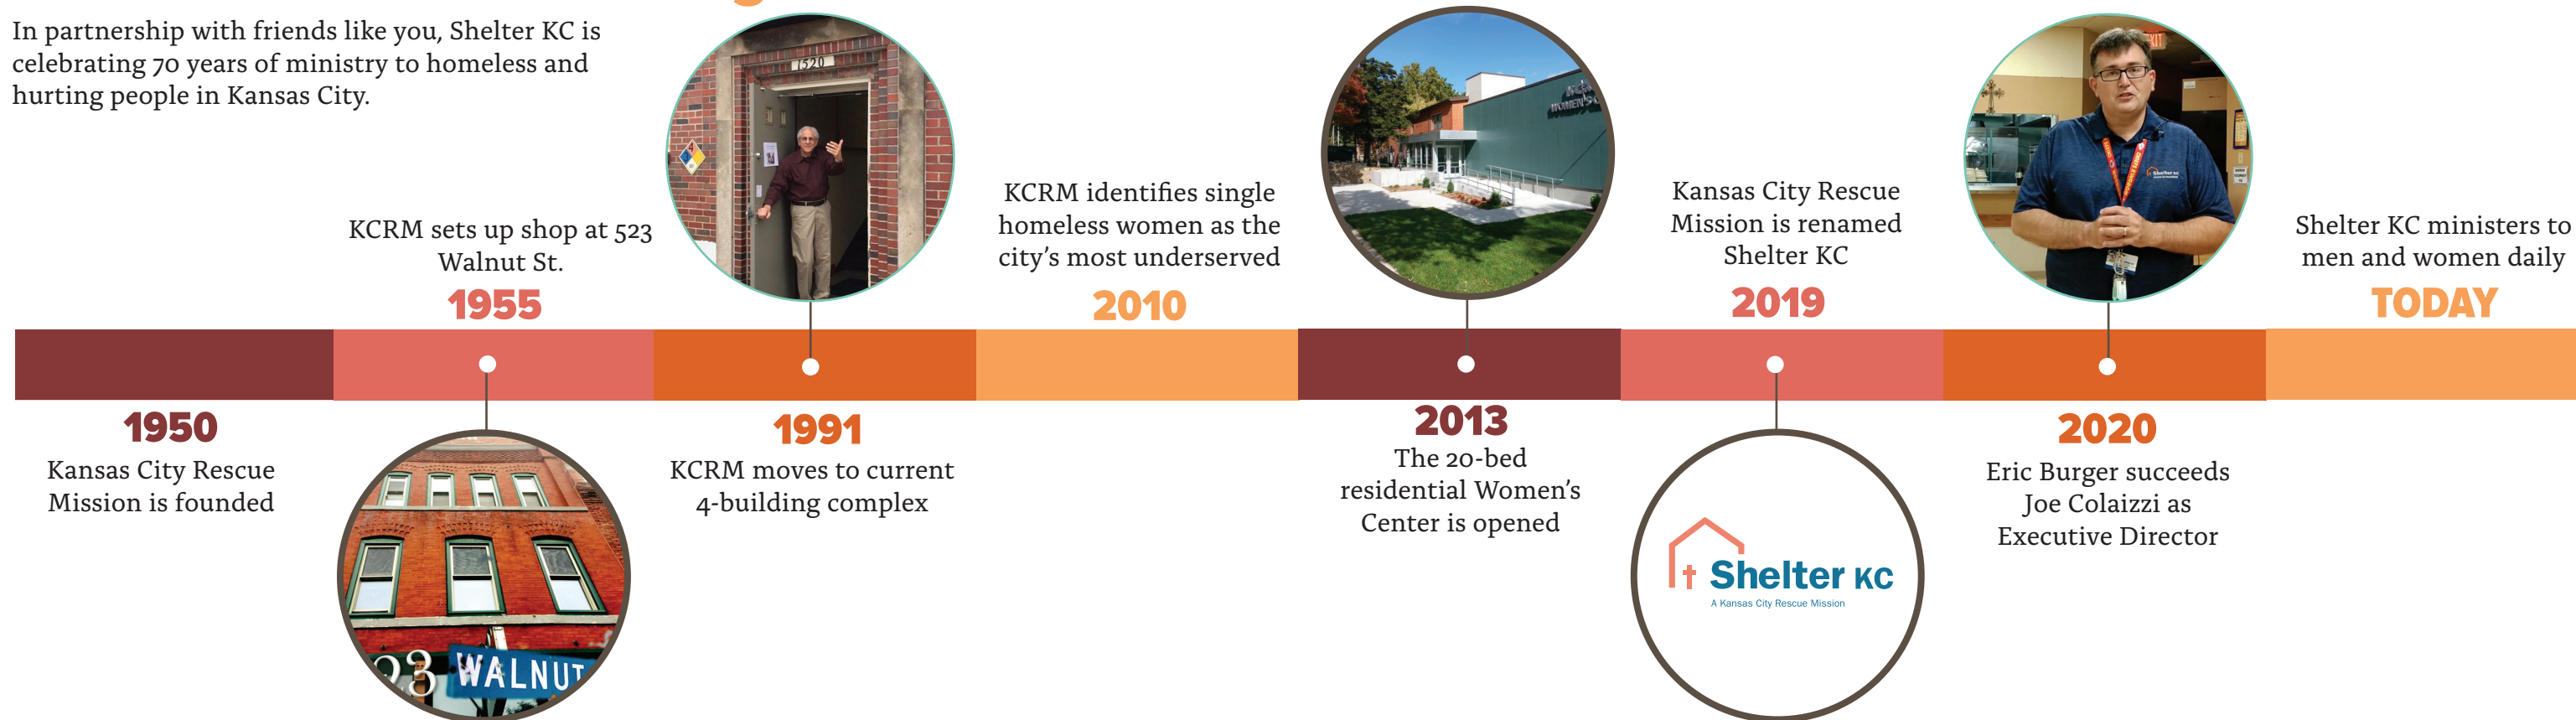 In partnership with friends like you, Shelter KC is
celebrating 70 years of ministry to homeless and
hurting people in Kansas City.
1950
Kansas City Rescue
Mission is founded
KCRM sets up shop at 523
Walnut St.
1955
23 WALNUT
1520
1991
KCRM moves to current
4-building complex
KCRM identifies single
homeless women as the
city's most underserved
2010
2013
The 20-bed
residential Women's
Center is opened
Kansas City Rescue
Mission is renamed
Shelter KC
2019
Shelter KC
A Kansas City Rescue Mission
Shelter KC
2020
Eric Burger succeeds
Joe Colaizzi as
Executive Director
Shelter KC ministers to
men and women daily
TODAY